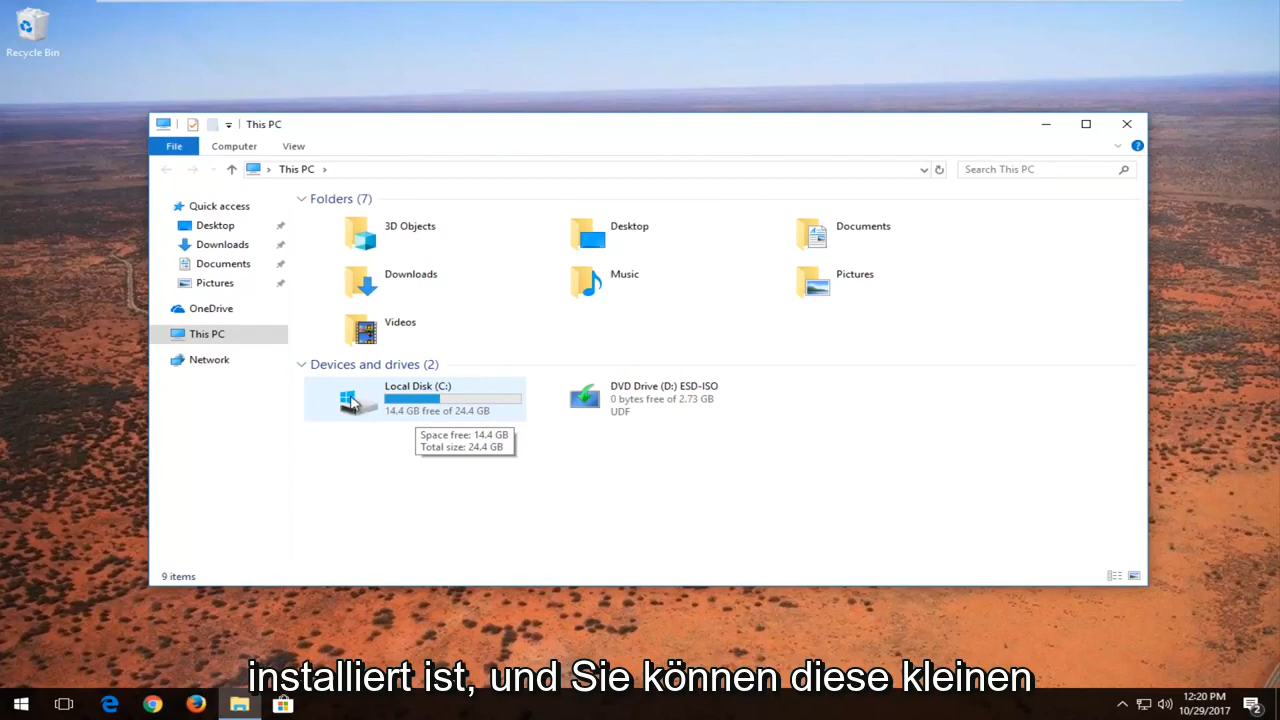 Recycle Bin
This PC
File Computer View
This PC
Search This PC
Quick access
Desktop
Downloads
Documents
Pictures
OneDrive
This PC
Network
Folders (7)
3D Objects
Desktop
Documents
Downloads
Music
Pictures
Videos
Devices and drives (2)
Local Disk (C:)
14.4 GB free of 24.4 GB
DVD Drive (D:) ESD-ISO
0 bytes free of 2.73 GB
UDF
Space free: 14.4 GB
Total size: 24.4 GB
9 items
installiert ist, und Sie können diese kleinen
12:20 PM
10/29/2017
2